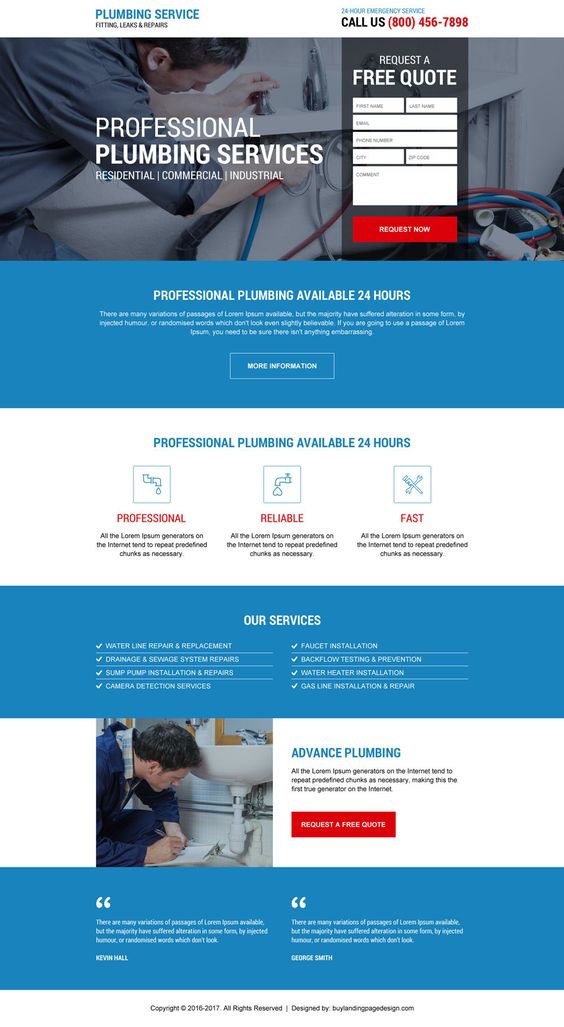 PLUMBING SERVICE
FITTING, LEAKS & REPAIRS
24-HOUR EMERGENCY SERVICE
CALL US (800) 456-7898
REQUEST A
FREE QUOTE
FIRST NAME
LAST NAME
EMAIL
PHONE NUMBER
CITY
ZIP CODE
COMMENT
REQUEST NOW
PROFESSIONAL
PLUMBING SERVICES
RESIDENTIAL | COMMERCIAL | INDUSTRIAL
PROFESSIONAL PLUMBING AVAILABLE 24 HOURS
There are many variations of passages of Lorem Ipsum available, but the majority have suffered alteration in some form, by
injected humour, or randomised words which don't look even slightly believable. If you are going to use a passage of Lorem
Ipsum, you need to be sure there isn't anything embarrassing.
MORE INFORMATION
PROFESSIONAL PLUMBING AVAILABLE 24 HOURS
PROFESSIONAL
All the Lorem Ipsum generators on
the Internet tend to repeat predefined
chunks as necessary.
RELIABLE
All the Lorem Ipsum generators on
the Internet tend to repeat predefined
chunks as necessary.
FAST
All the Lorem Ipsum generators on
the Internet tend to repeat predefined
chunks as necessary.
OUR SERVICES
WATER LINE REPAIR & REPLACEMENT
DRAINAGE & SEWAGE SYSTEM REPAIRS
SUMP PUMP INSTALLATION & REPAIRS
CAMERA DETECTION SERVICES
FAUCET INSTALLATION
BACKFLOW TESTING & PREVENTION
WATER HEATER INSTALLATION
GAS LINE INSTALLATION & REPAIR
ADVANCE PLUMBING
All the Lorem Ipsum generators on the Internet tend to
repeat predefined chunks as necessary, making this the
first true generator on the Internet.
REQUEST A FREE QUOTE
“
There are many variations of passages of Lorem Ipsum available,
but the majority have suffered alteration in some form, by injected
humour, or randomised words which don't look.
KEVIN HALL
“
There are many variations of passages of Lorem Ipsum available,
but the majority have suffered alteration in some form, by injected
humour, or randomised words which don't look.
GEORGE SMITH
Copyright © 2016-2017. All Rights Reserved | Designed by: buylandingpagedesign.com